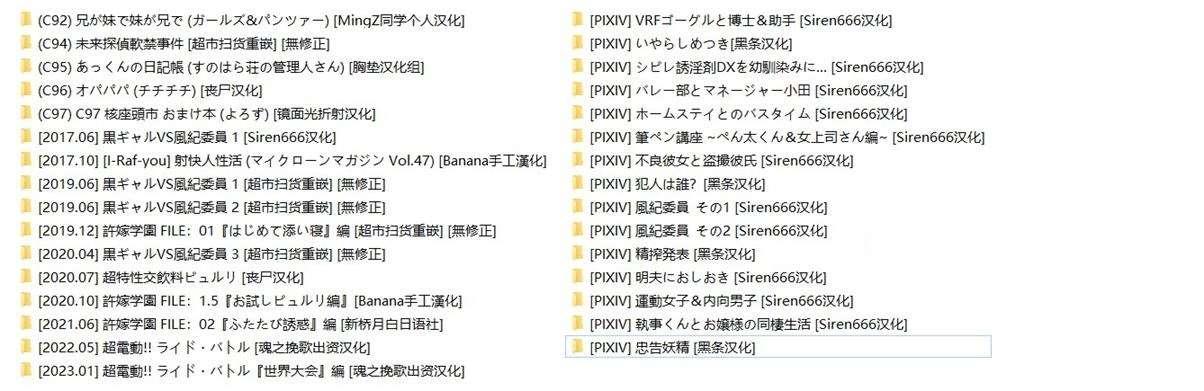 (C92) 兄が妹で妹が兄で (ガールズ&パンツァー) [MingZ同学个人汉化]
(C94) 未来探偵軟禁事件 [超市扫货重嵌] [無修正]
(C95) あっくんの日記帳 (すのはら荘の管理人さん) [胸垫汉化组]
(C96) オパパパ (チチチチ) [丧尸汉化]
(C97) C97 核座頭市 おまけ本 (よろず) [镜面光折射汉化]
[2017.06] 黒ギャルVS風紀委員 1 [Siren666汉化]
[2017.10] [I-Raf-you] 射快人性活 (マイクローンマガジン Vol.47) [Banana手工漢化]
[2019.06] 黒ギャルVS風紀委員 1 [超市扫货重嵌] [無修正]
[2019.06] 黒ギャルVS風紀委員 2 [超市扫货重嵌] [無修正]
[2019.12] 許嫁学園 FILE：01『はじめて添い寝』編 [超市扫货重嵌] [無修正]
[2020.04] 黒ギャルVS風紀委員 3 [超市扫货重嵌] [無修正]
[2020.07] 超特性交飲料ピュルリ [丧尸汉化]
[2020.10] 許嫁学園 FILE：1.5『お試しピュルリ編』[Banana手工漢化]
[2021.06] 許嫁学園 FILE：02『ふたたび誘惑』編 [新桥月白日语社]
[2022.05] 超電動!! ライド・バトル [魂之挽歌出资汉化]
[2023.01] 超電動!! ライド・バトル『世界大会』編 [魂之挽歌出资汉化]
[PIXIV] VRFゴーグルと博士＆助手 [Siren666汉化]
[PIXIV] いやらしめつき[黑条汉化]
[PIXIV] シビレ誘淫剤DXを幼馴染みに... [Siren666汉化]
[PIXIV] バレー部とマネージャー小田 [Siren666汉化]
[PIXIV] ホームステイとのバスタイム [Siren666汉化]
[PIXIV] 筆ペン講座 ~ぺん太くん＆女上司さん編~ [Siren666汉化]
[PIXIV] 不良彼女と盗撮彼氏 [Siren666汉化]
[PIXIV] 犯人は誰? [黑条汉化]
[PIXIV] 風紀委員 その1 [Siren666汉化]
[PIXIV] 風紀委員 その2 [Siren666汉化]
[PIXIV] 精搾発表 [黑条汉化]
[PIXIV] 明夫におしおき [Siren666汉化]
[PIXIV] 運動女子＆内向男子 [Siren666汉化]
[PIXIV] 執事くんとお嬢様の同棲生活 [Siren666汉化]
[PIXIV] 忠告妖精 [黑条汉化]